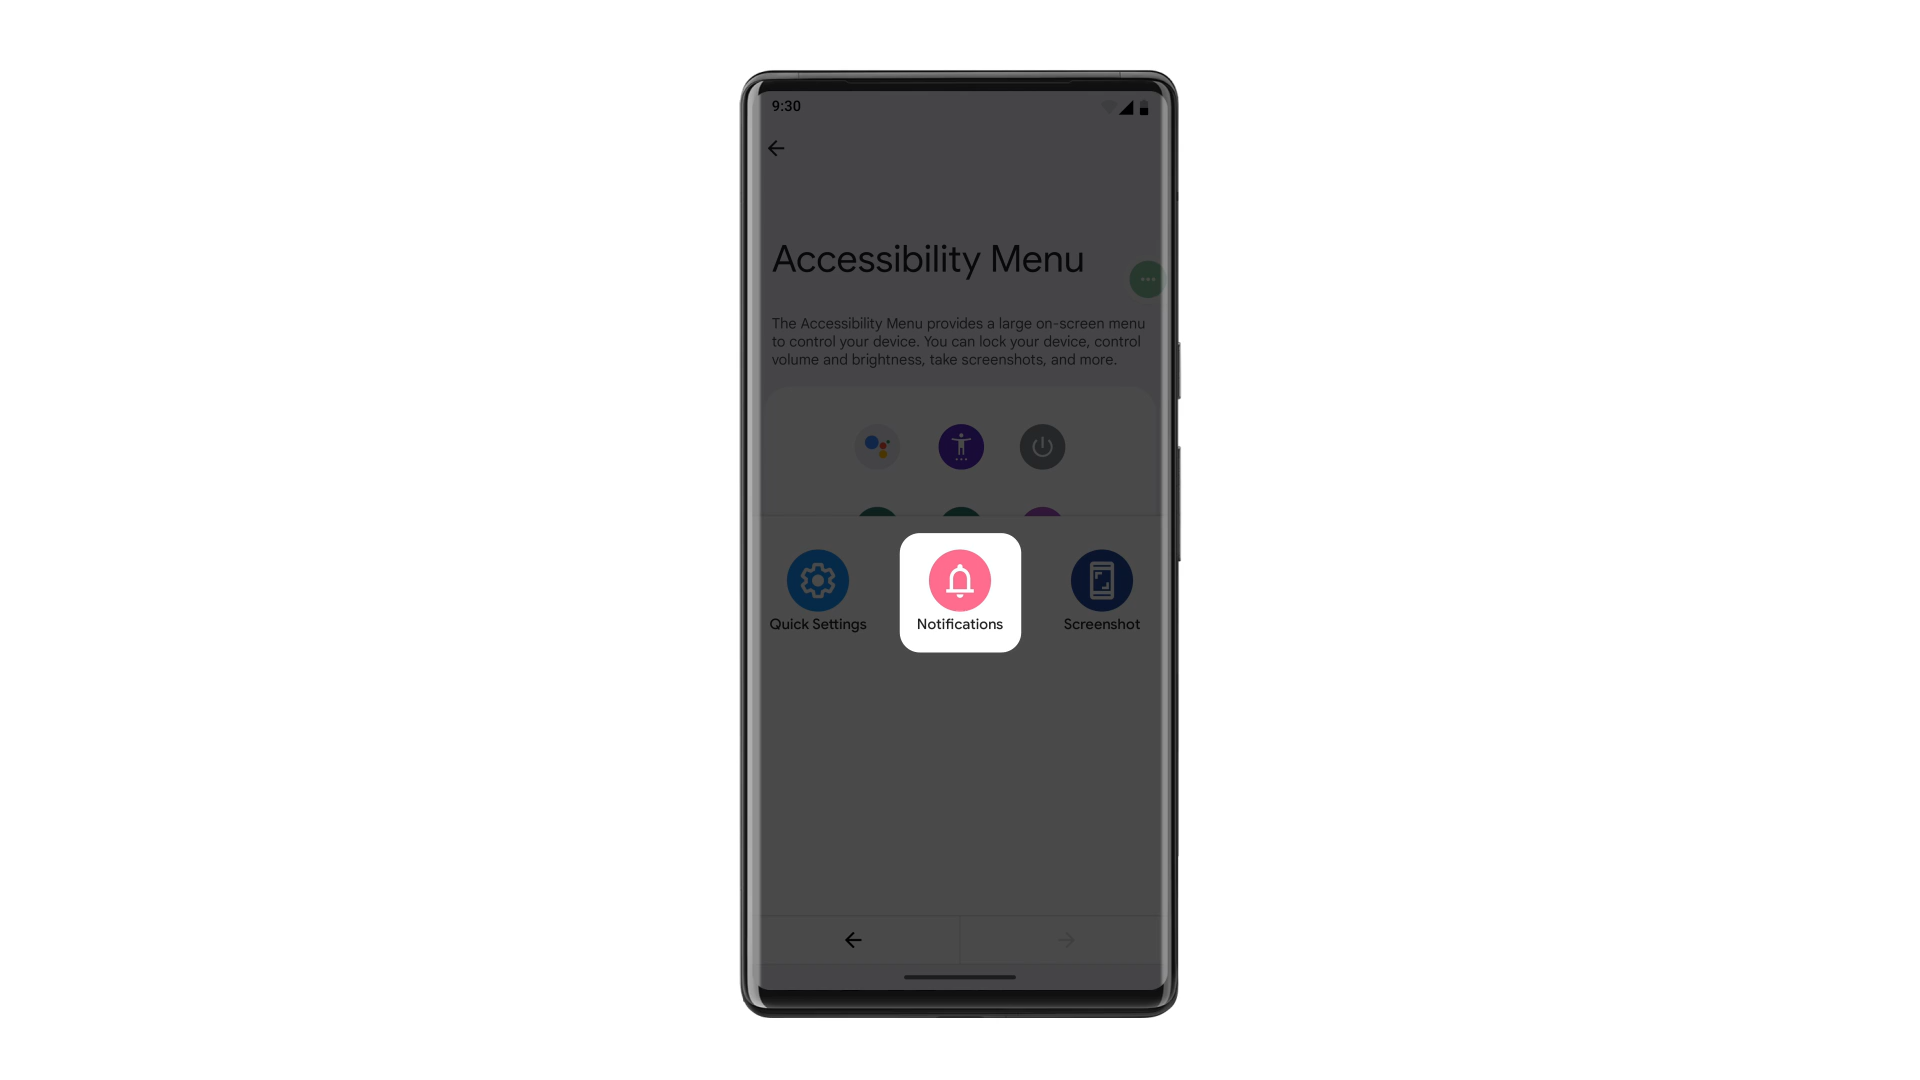 9:30
Accessibility Menu
The Accessibility Menu provides a large on-screen menu
to control your device. You can lock your device, control
volume and brightness, take screenshots, and more.
Quick Settings
Notifications
Screenshot